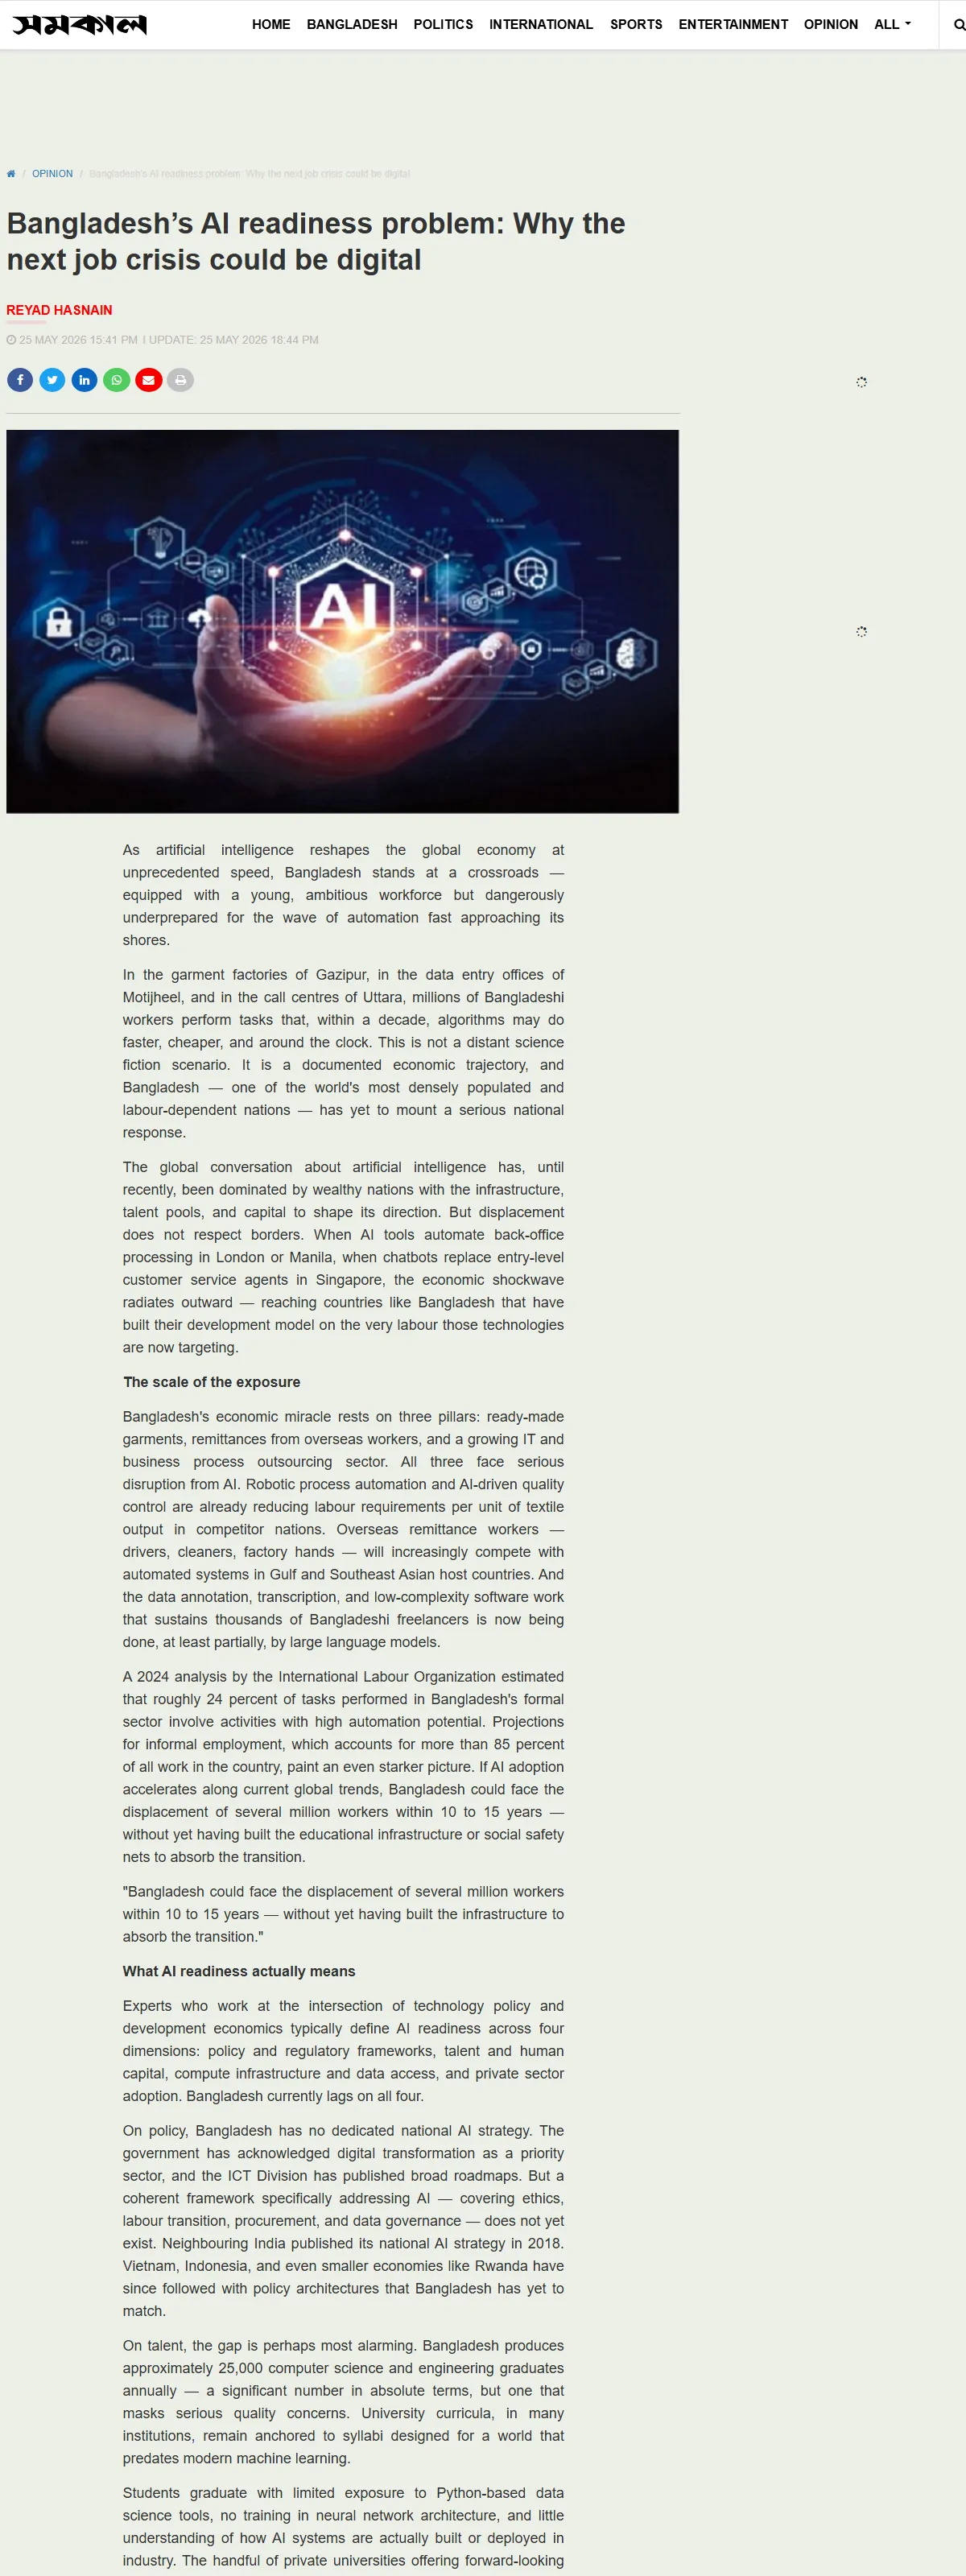 সমকাল
HOME BANGLADESH POLITICS INTERNATIONAL SPORTS ENTERTAINMENT OPINION ALL
/ OPINION / Bangladesh's AI readiness problem: Why the next job crisis could be digital
Bangladesh’s AI readiness problem: Why the
next job crisis could be digital
REYAD HASNAIN
25 MAY 2026 15:41 PM | UPDATE: 25 MAY 2026 18:44 PM
AI
As artificial intelligence reshapes the global economy at
unprecedented speed, Bangladesh stands at a crossroads —
equipped with a young, ambitious workforce but dangerously
underprepared for the wave of automation fast approaching its
shores.
In the garment factories of Gazipur, in the data entry offices of
Motijheel, and in the call centres of Uttara, millions of Bangladeshi
workers perform tasks that, within a decade, algorithms may do
faster, cheaper, and around the clock. This is not a distant science
fiction scenario. It is a documented economic trajectory, and
Bangladesh — one of the world's most densely populated and
labour-dependent nations — has yet to mount a serious national
response.
The global conversation about artificial intelligence has, until
recently, been dominated by wealthy nations with the infrastructure,
talent pools, and capital to shape its direction. But displacement
does not respect borders. When AI tools automate back-office
processing in London or Manila, when chatbots replace entry-level
customer service agents in Singapore, the economic shockwave
radiates outward — reaching countries like Bangladesh that have
built their development model on the very labour those technologies
are now targeting.
The scale of the exposure
Bangladesh's economic miracle rests on three pillars: ready-made
garments, remittances from overseas workers, and a growing IT and
business process outsourcing sector. All three face serious
disruption from AI. Robotic process automation and AI-driven quality
control are already reducing labour requirements per unit of textile
output in competitor nations. Overseas remittance workers —
drivers, cleaners, factory hands — will increasingly compete with
automated systems in Gulf and Southeast Asian host countries. And
the data annotation, transcription, and low-complexity software work
that sustains thousands of Bangladeshi freelancers is now being
done, at least partially, by large language models.
A 2024 analysis by the International Labour Organization estimated
that roughly 24 percent of tasks performed in Bangladesh's formal
sector involve activities with high automation potential. Projections
for informal employment, which accounts for more than 85 percent
of all work in the country, paint an even starker picture. If AI adoption
accelerates along current global trends, Bangladesh could face the
displacement of several million workers within 10 to 15 years —
without yet having built the educational infrastructure or social safety
nets to absorb the transition.
"Bangladesh could face the displacement of several million workers
within 10 to 15 years — without yet having built the infrastructure to
absorb the transition."
What AI readiness actually means
Experts who work at the intersection of technology policy and
development economics typically define AI readiness across four
dimensions: policy and regulatory frameworks, talent and human
capital, compute infrastructure and data access, and private sector
adoption. Bangladesh currently lags on all four.
On policy, Bangladesh has no dedicated national AI strategy. The
government has acknowledged digital transformation as a priority
sector, and the ICT Division has published broad roadmaps. But a
coherent framework specifically addressing AI — covering ethics,
labour transition, procurement, and data governance — does not yet
exist. Neighbouring India published its national AI strategy in 2018.
Vietnam, Indonesia, and even smaller economies like Rwanda have
since followed with policy architectures that Bangladesh has yet to
match.
On talent, the gap is perhaps most alarming. Bangladesh produces
approximately 25,000 computer science and engineering graduates
annually — a significant number in absolute terms, but one that
masks serious quality concerns. University curricula, in many
institutions, remain anchored to syllabi designed for a world that
predates modern machine learning.
Students graduate with limited exposure to Python-based data
science tools, no training in neural network architecture, and little
understanding of how AI systems are actually built or deployed in
industry. The handful of private universities offering forward-looking